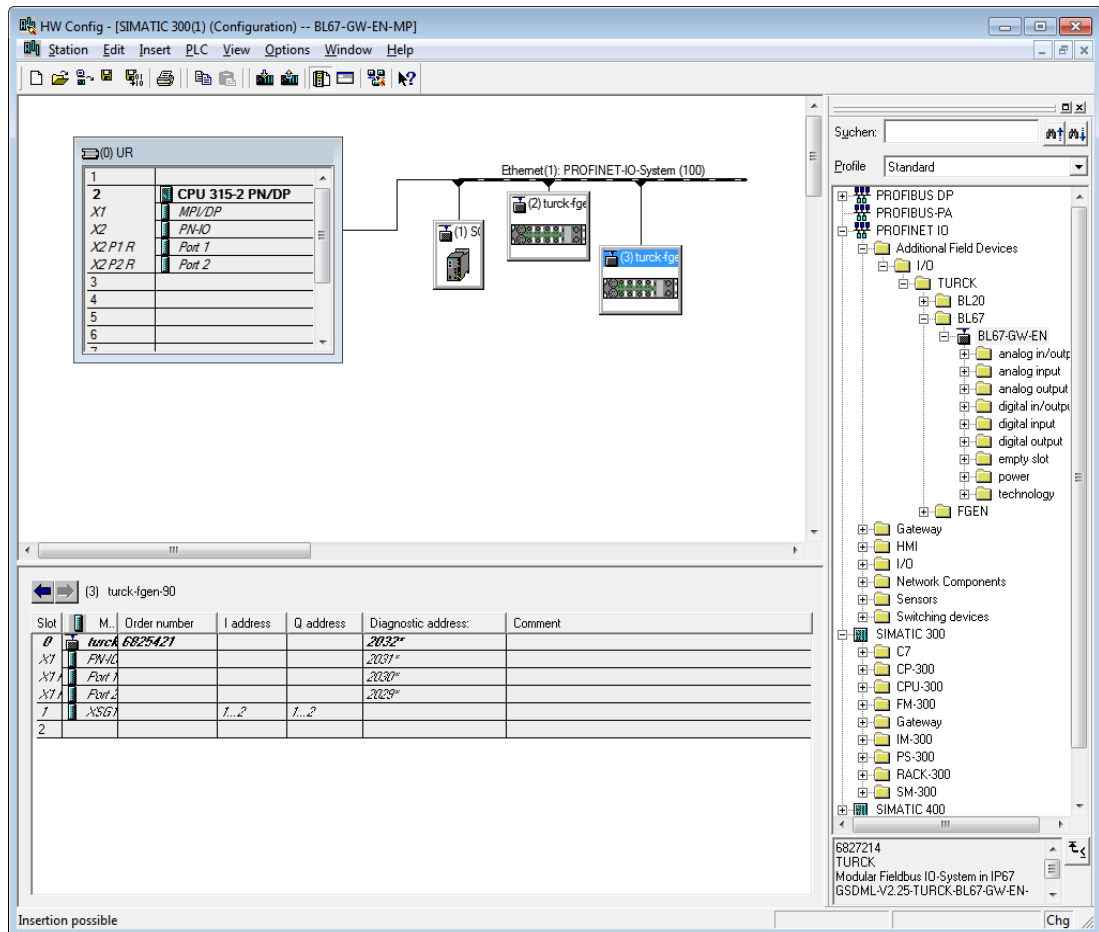 HW Config - [SIMATIC 300(1) (Configuration) -- BL67-GW-EN-MP]
Station Edit Insert PLC View Options Window Help
(0) UR
1
2 CPU 315-2 PN/DP
X1 MPI/DP
X2 PN-IO
X2 P1 R Port 1
X2 P2 R Port 2
3
4
5
6
7
Ethernet(1): PROFINET-IO-System (100)
(1) SC
(2) turck-fge
(3) turck-fge
(3) turck-fgen-90
Slot M.. Order number I address Q address Diagnostic address: Comment
0 turck 6825421 2032*
X1 PN-IO 2031*
X1 Port 1 2030*
X1 Port 2 2029*
1 XSG1 1...2 1...2
2
Suchen:
Profile Standard
PROFIBUS DP
PROFIBUS-PA
PROFINET IO
Additional Field Devices
I/O
TURCK
BL20
BL67
BL67-GW-EN
analog in/outp
analog input
analog output
digital in/outpu
digital input
digital output
empty slot
power
technology
FGEN
Gateway
HMI
I/O
Network Components
Sensors
Switching devices
SIMATIC 300
C7
CP-300
CPU-300
FM-300
Gateway
IM-300
PS-300
RACK-300
SM-300
SIMATIC 400
6827214
TURCK
Modular Fieldbus IO-System in IP67
GSDML-V2.25-TURCK-BL67-GW-EN-
Insertion possible
Chg